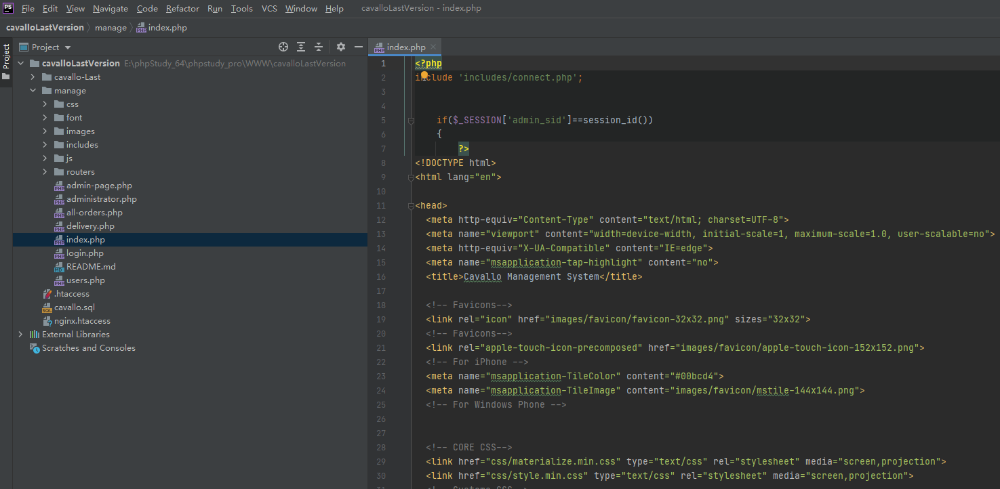 PS File Edit View Navigate Code Refactor Run Tools VCS Window Help cavalloLastVersion - index.php
cavalloLastVersion manage index.php
Project
Project
cavalloLastVersion E:\phpStudy_64\phpstudy_pro\WWW\cavalloLastVersion
cavallo-Last
manage
css
font
images
includes
js
routers
admin-page.php
administrator.php
all-orders.php
delivery.php
index.php
login.php
README.md
users.php
.htaccess
cavallo.sql
nginx.htaccess
External Libraries
Scratches and Consoles
index.php
1 <?php
2 include 'includes/connect.php';
3
4
5 if($_SESSION['admin_sid']==session_id())
6 {
7 ?>
8 <!DOCTYPE html>
9 <html lang="en">
10
11 <head>
12 <meta http-equiv="Content-Type" content="text/html; charset=UTF-8">
13 <meta name="viewport" content="width=device-width, initial-scale=1, maximum-scale=1.0, user-scalable=no">
14 <meta http-equiv="X-UA-Compatible" content="IE=edge">
15 <meta name="msapplication-tap-highlight" content="no">
16 <title>Cavallo Management System</title>
17
18 <!-- Favicons-->
19 <link rel="icon" href="images/favicon/favicon-32x32.png" sizes="32x32">
20 <!-- Favicons-->
21 <link rel="apple-touch-icon-precomposed" href="images/favicon/apple-touch-icon-152x152.png">
22 <!-- For iPhone -->
23 <meta name="msapplication-TileColor" content="#00bcd4">
24 <meta name="msapplication-TileImage" content="images/favicon/mstile-144x144.png">
25 <!-- For Windows Phone -->
26
27
28 <!-- CORE CSS-->
29 <link href="css/materialize.min.css" type="text/css" rel="stylesheet" media="screen,projection">
30 <link href="css/style.min.css" type="text/css" rel="stylesheet" media="screen,projection">